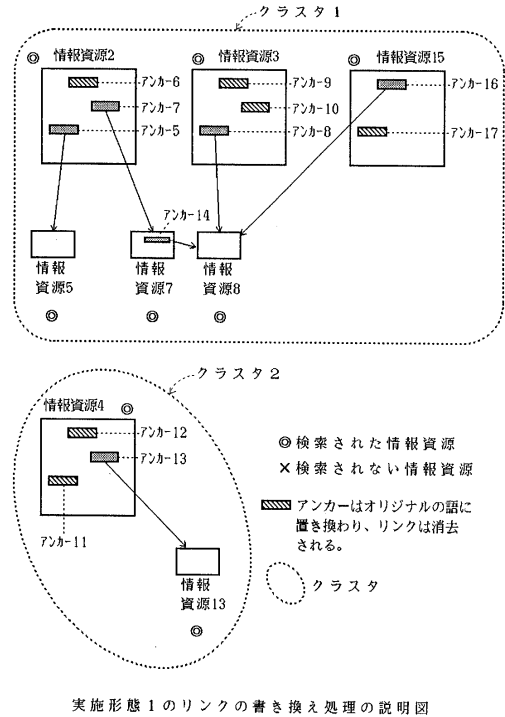 クラスタ1
◎ 情報資源2
◎ 情報資源3
◎ 情報資源15
アンカー6
アンカー7
アンカー5
アンカー9
アンカー10
アンカー8
アンカー16
アンカー17
アンカー14
情報
資源5
◎
情報
資源7
◎
情報
資源8
◎
クラスタ2
情報資源4 ◎
アンカー12
アンカー13
アンカー11
情報
資源13
◎
◎検索された情報資源
×検索されない情報資源
アンカーはオリジナルの語に
置き換わり、リンクは消去
される。
クラスタ
実施形態1のリンクの書き換え処理の説明図